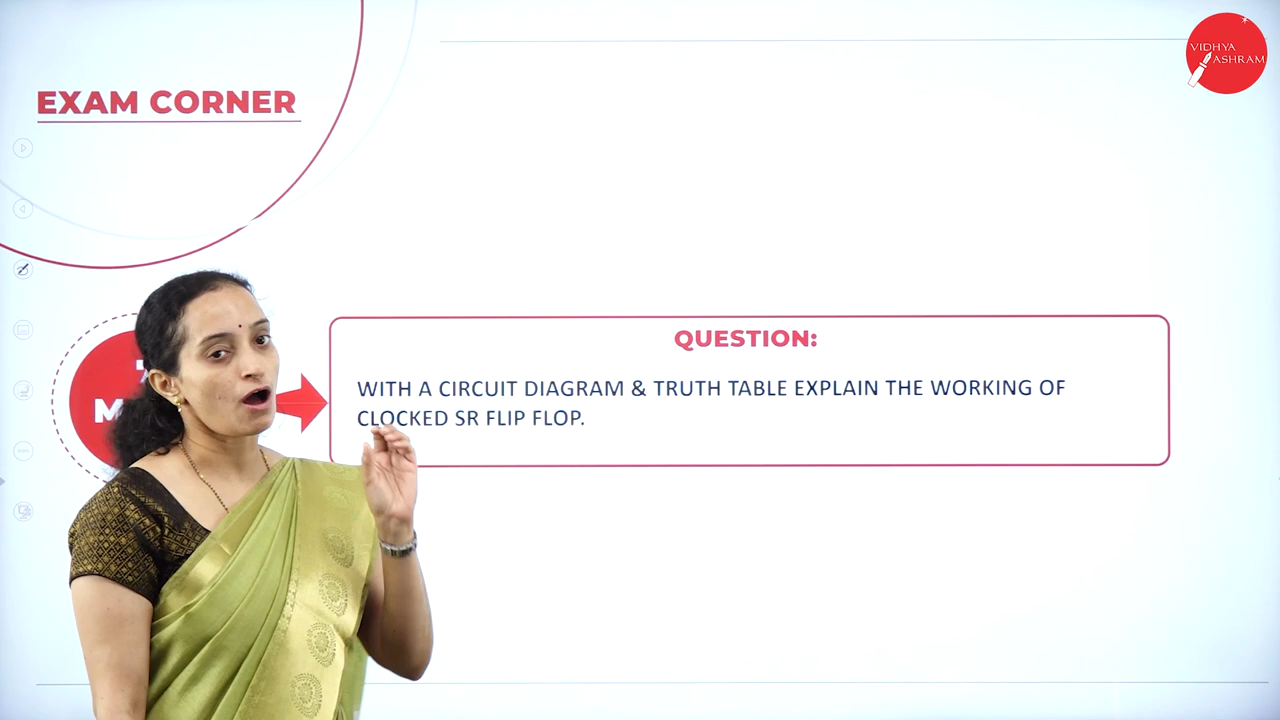 VIDHYA
ASHRAM
EXAM CORNER
QUESTION:
WITH A CIRCUIT DIAGRAM & TRUTH TABLE EXPLAIN THE WORKING OF
CLOCKED SR FLIP FLOP.